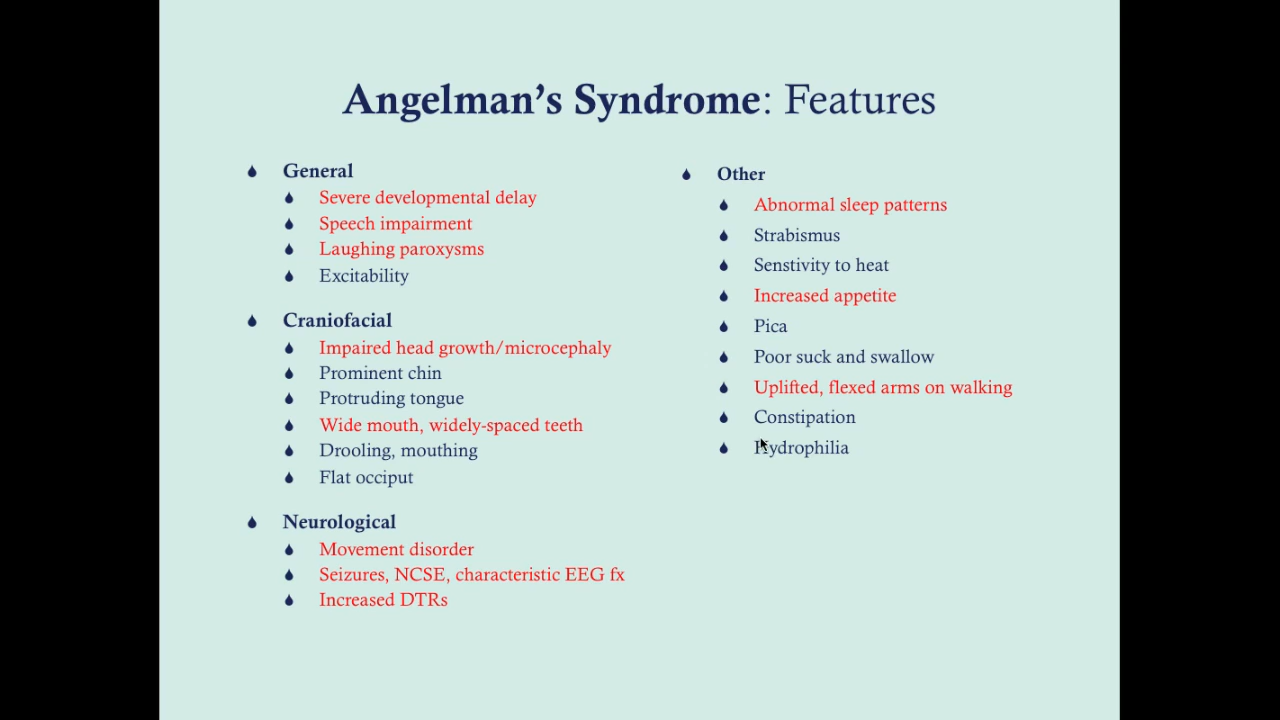 Angelman's Syndrome: Features
General
Severe developmental delay
Speech impairment
Laughing paroxysms
Excitability
Craniofacial
Impaired head growth/microcephaly
Prominent chin
Protruding tongue
Wide mouth, widely-spaced teeth
Drooling, mouthing
Flat occiput
Neurological
Movement disorder
Seizures, NCSE, characteristic EEG fx
Increased DTRs
Other
Abnormal sleep patterns
Strabismus
Senstivity to heat
Increased appetite
Pica
Poor suck and swallow
Uplifted, flexed arms on walking
Constipation
Hydrophilia